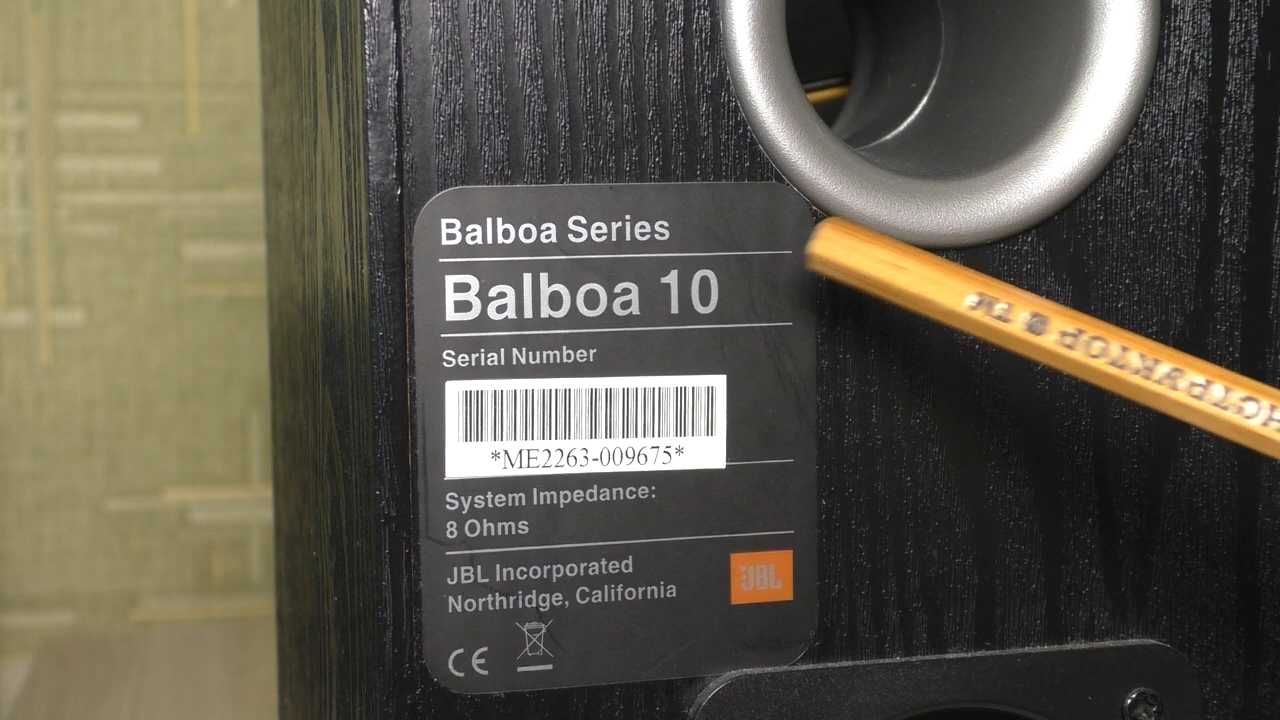 Balboa Series
Balboa 10
Serial Number
*ME2263-009675*
System Impedance:
8 Ohms
JBL Incorporated
Northridge, California
JBL
CE